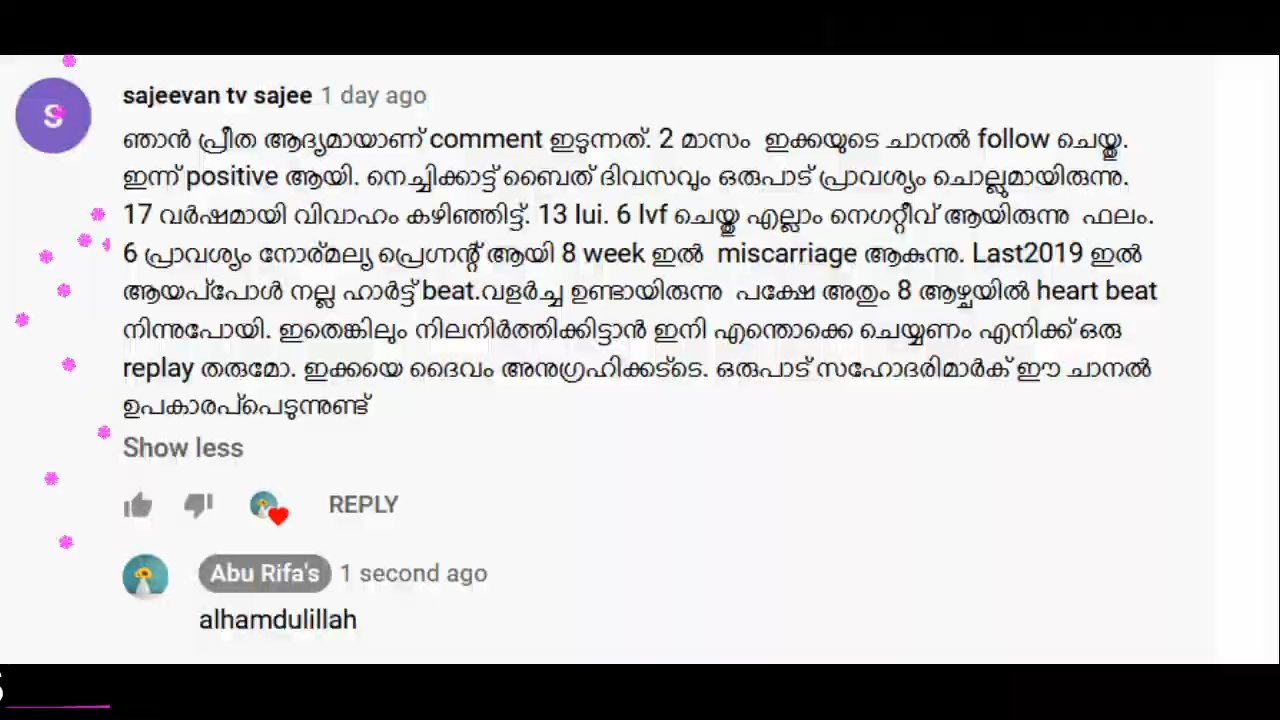 S
sajeevan tv sajee 1 day ago
ഞാൻ പ്രീത ആദ്യമായാണ് comment ഇടുന്നത്. 2 മാസം ഇക്കയുടെ ചാനൽ follow ചെയ്തു.
ഇന്ന് positive ആയി. നെച്ചിക്കാട്ട് ബൈത് ദിവസവും ഒരുപാട് പ്രാവശ്യം ചൊല്ലുമായിരുന്നു.
17 വർഷമായി വിവാഹം കഴിഞ്ഞിട്ട്. 13 Iui. 6 Ivf ചെയ്തു എല്ലാം നെഗറ്റീവ് ആയിരുന്നു ഫലം.
6 പ്രാവശ്യം നോര്മല്യ പ്രെഗ്നന്റ് ആയി 8 week ഇൽ miscarriage ആകുന്നു. Last2019 ഇൽ
ആയപ്പോൾ നല്ല ഹാർട്ട് beat.വളർച്ച ഉണ്ടായിരുന്നു പക്ഷേ അതും 8 ആഴ്ചയിൽ heart beat
നിന്നുപോയി. ഇതെങ്കിലും നിലനിർത്തിക്കിട്ടാൻ ഇനി എന്തൊക്കെ ചെയ്യണം എനിക്ക് ഒരു
replay തരുമോ. ഇക്കയെ ദൈവം അനുഗ്രഹിക്കട്ടെ. ഒരുപാട് സഹോദരിമാർക് ഈ ചാനൽ
ഉപകാരപ്പെടുന്നുണ്ട്
Show less
REPLY
Abu Rifa's 1 second ago
alhamdulillah